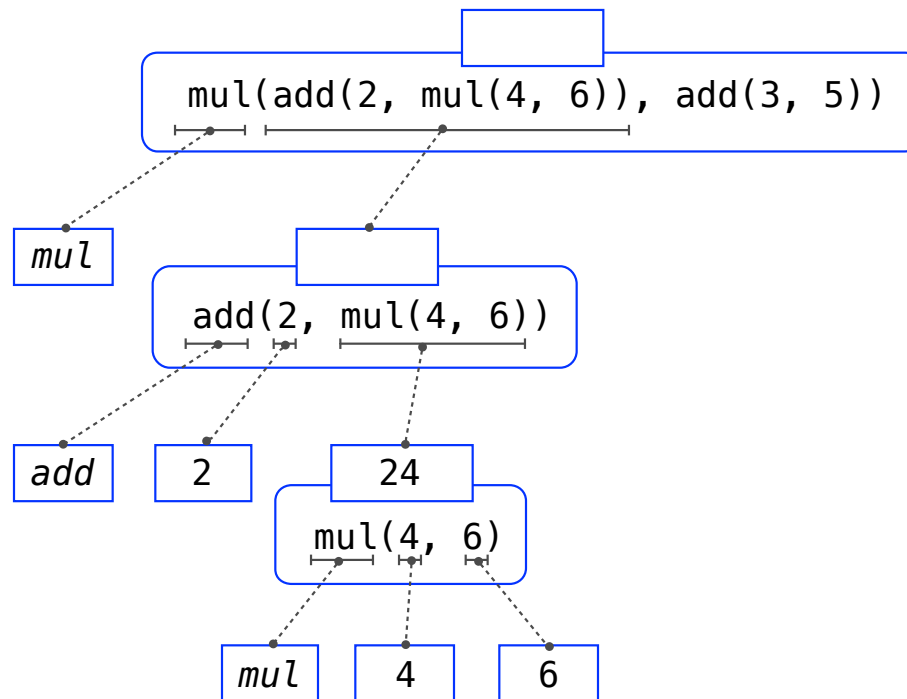 mul(add(2, mul(4, 6)), add(3, 5))
mul
add(2, mul(4, 6))
add
2
24
mul(4, 6)
mul
4
6